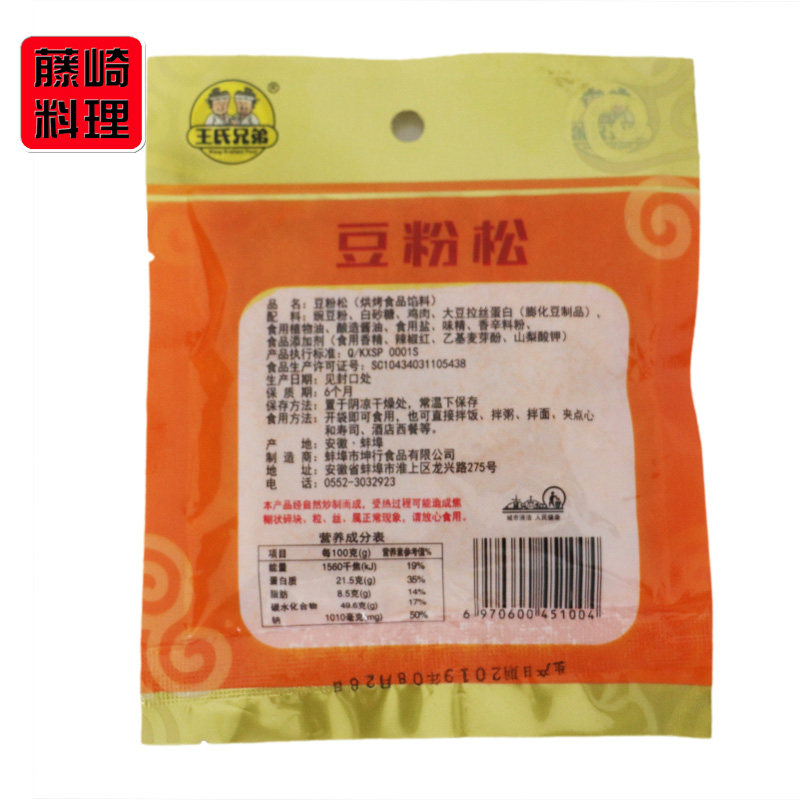 藤崎
料理
王氏兄弟
®
豆粉松
品 名：豆粉松（烘烤食品馅料）
配 料：豌豆粉、白砂糖、鸡肉、大豆拉丝蛋白（膨化豆制品）、
食用植物油、酿造酱油、食用盐、味精、香辛料粉、
食品添加剂（食用香精、辣椒红、乙基麦芽酚、山梨酸钾）
产品执行标准：Q/KXSP 0001S
食品生产许可证号：SC10434031105438
生产日期：见封口处
保 质 期：6个月
保存方法：置于阴凉干燥处，常温下保存
食用方法：开袋即可食用，也可直接拌饭、拌粥、拌面、夹点心
和寿司、酒店西餐等。
产 地：安徽·蚌埠
制 造 商：蚌埠市坤行食品有限公司
地 址：安徽省蚌埠市淮上区龙兴路275号
电 话：0552-3032923
本产品经自然炒制而成，受热过程可能造成焦
糊状碎块、粒、丝，属正常现象，请放心食用。
城市清洁 人民健康
营养成分表
项目 每100克(g) 营养素参考值%
能量 1560千焦(kJ) 19%
蛋白质 21.5克(g) 35%
脂肪 8.5克(g) 14%
碳水化合物 49.6克(g) 17%
钠 1010毫克(mg) 50%
6 970600 451004
生产日期2019年08月26日